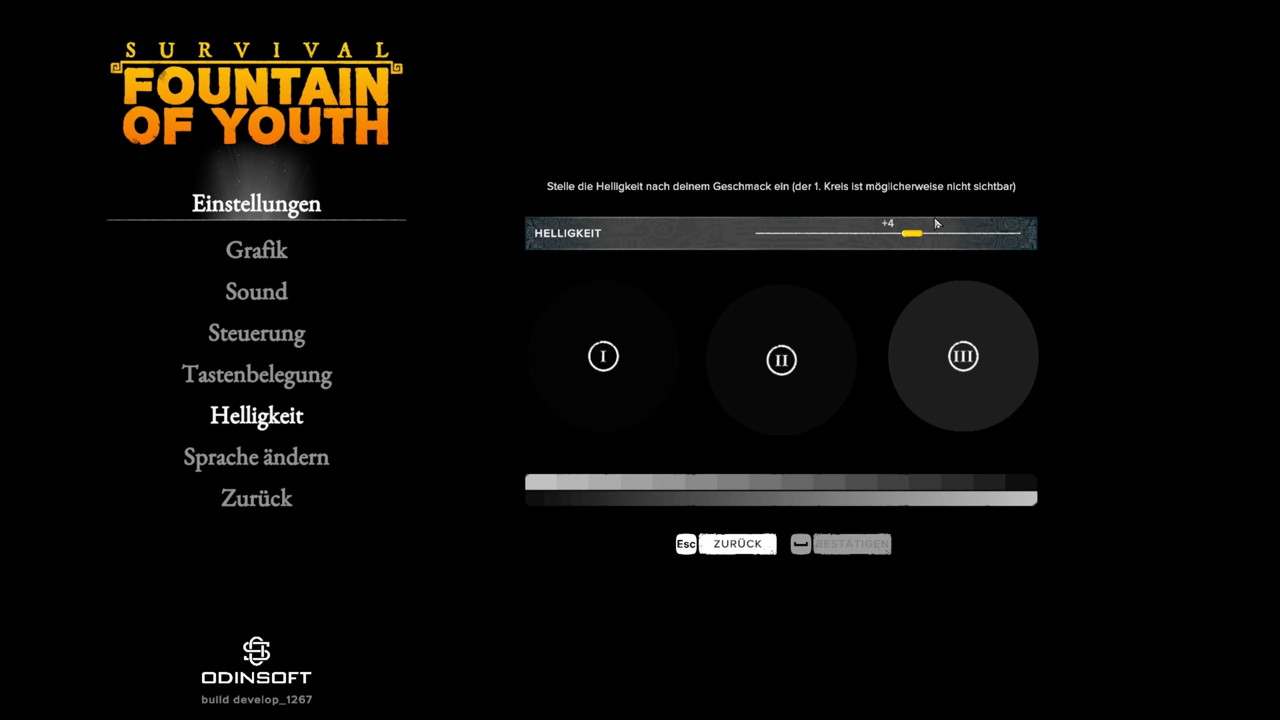 SURVIVAL
FOUNTAIN
OF YOUTH
Einstellungen
Grafik
Sound
Steuerung
Tastenbelegung
Helligkeit
Sprache ändern
Zurück
Stelle die Helligkeit nach deinem Geschmack ein (der 1. Kreis ist möglicherweise nicht sichtbar)
+4
HELLIGKEIT
I II III
Esc ZURÜCK BESTÄTIGEN
ODINSOFT
build develop_1267